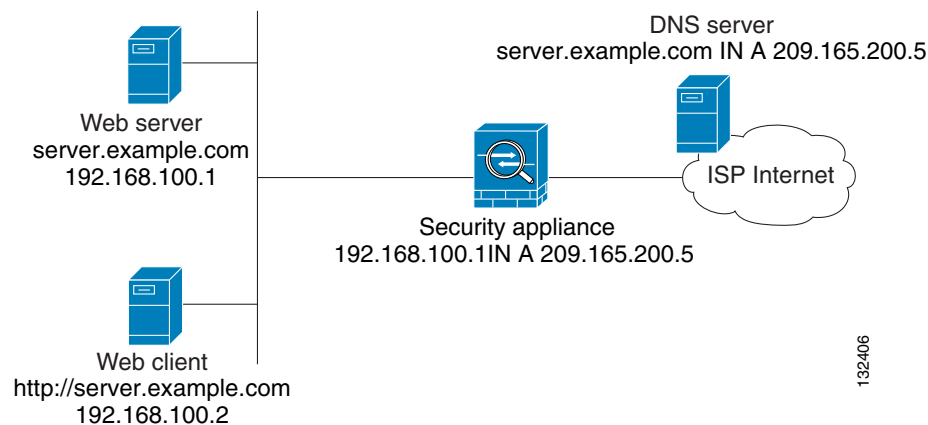 DNS server
server.example.com IN A 209.165.200.5
Web server
server.example.com
192.168.100.1
ISP Internet
Security appliance
192.168.100.1IN A 209.165.200.5
Web client
http://server.example.com
192.168.100.2
132406